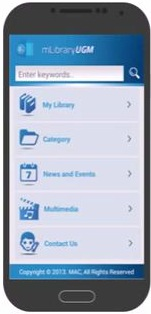 mLibraryUGM
Enter keywords..
My Library
Category
7
News and Events
Multimedia
Contact Us
Copyright © 2013. MAC, All Rights Reserved